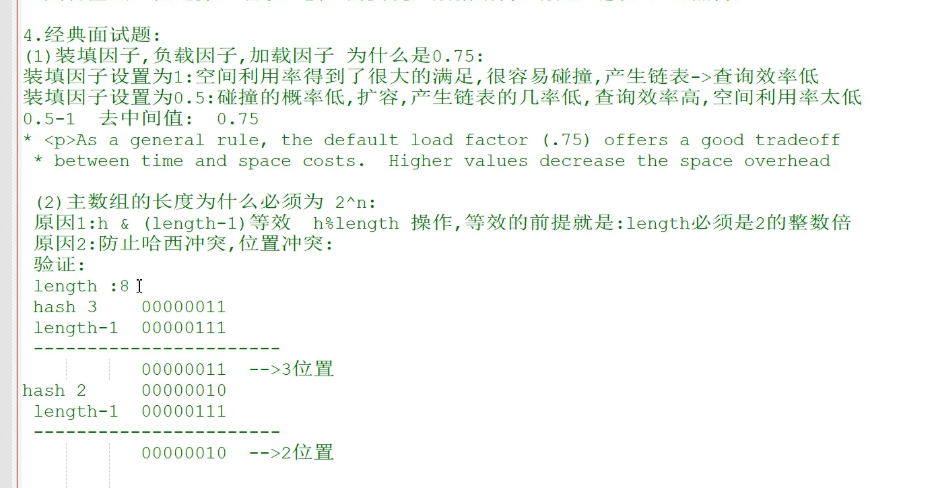 4.经典面试题:
(1)装填因子,负载因子,加载因子 为什么是0.75:
装填因子设置为1:空间利用率得到了很大的满足,很容易碰撞,产生链表->查询效率低
装填因子设置为0.5:碰撞的概率低,扩容,产生链表的几率低,查询效率高,空间利用率太低
0.5-1 去中间值: 0.75
* <p>As a general rule, the default load factor (.75) offers a good tradeoff
* between time and space costs. Higher values decrease the space overhead
(2)主数组的长度为什么必须为 2^n:
原因1:h & (length-1)等效 h%length 操作,等效的前提就是:length必须是2的整数倍
原因2:防止哈西冲突,位置冲突:
验证:
length :8
hash 3 00000011
length-1 00000111
-----------------------
00000011 -->3位置
hash 2 00000010
length-1 00000111
-----------------------
00000010 -->2位置